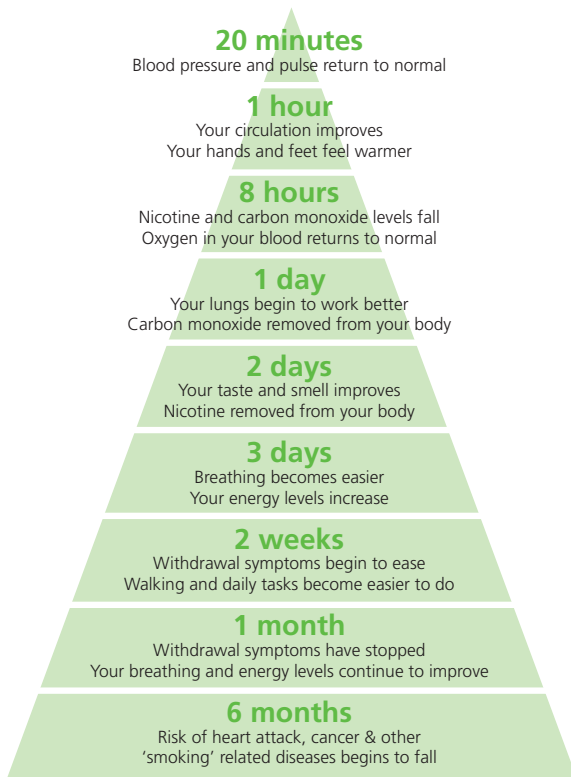 20 minutes
Blood pressure and pulse return to normal
1 hour
Your circulation improves
Your hands and feet feel warmer
8 hours
Nicotine and carbon monoxide levels fall
Oxygen in your blood returns to normal
1 day
Your lungs begin to work better
Carbon monoxide removed from your body
2 days
Your taste and smell improves
Nicotine removed from your body
3 days
Breathing becomes easier
Your energy levels increase
2 weeks
Withdrawal symptoms begin to ease
Walking and daily tasks become easier to do
1 month
Withdrawal symptoms have stopped
Your breathing and energy levels continue to improve
6 months
Risk of heart attack, cancer & other
‘smoking’ related diseases begins to fall